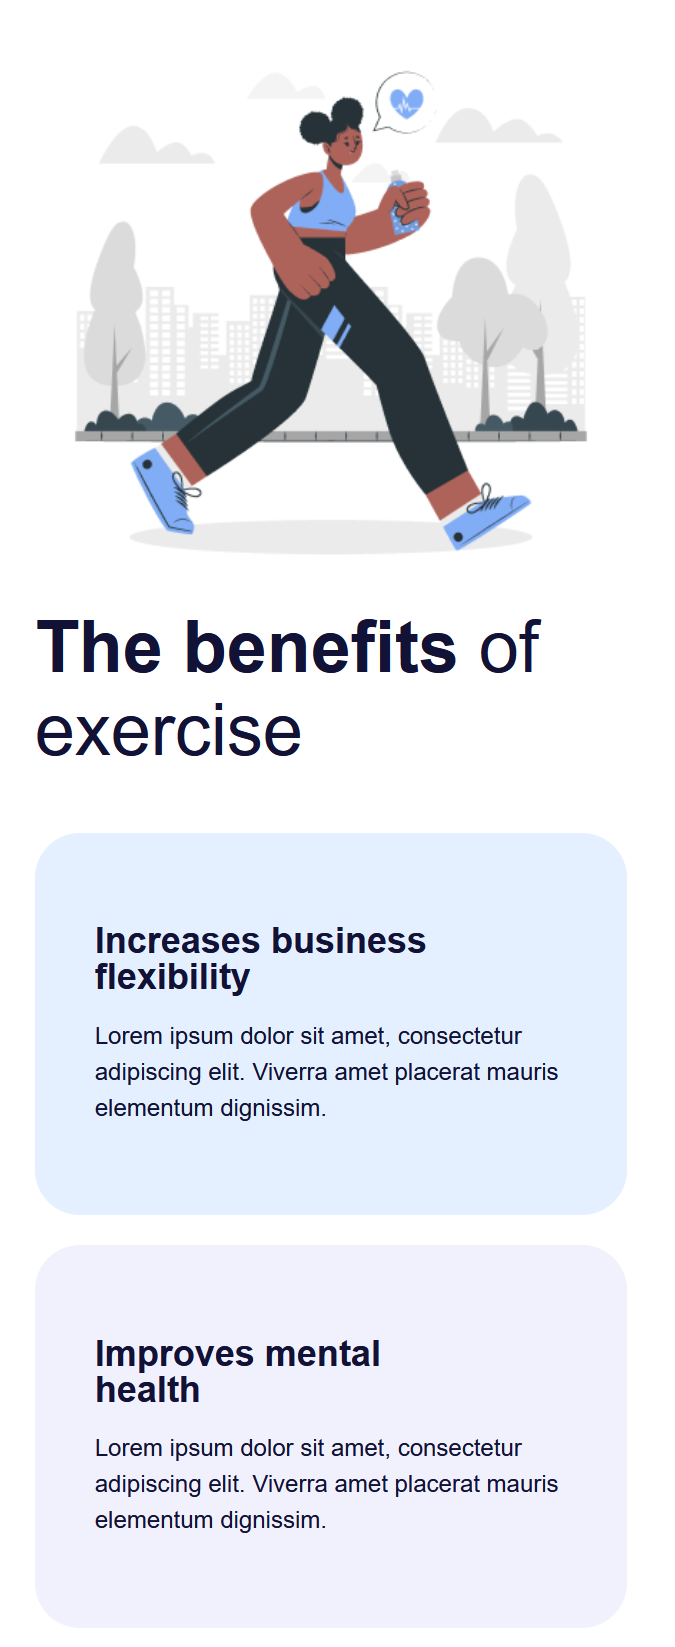 The benefits of
exercise
Increases business
flexibility
Lorem ipsum dolor sit amet, consectetur
adipiscing elit. Viverra amet placerat mauris
elementum dignissim.
Improves mental
health
Lorem ipsum dolor sit amet, consectetur
adipiscing elit. Viverra amet placerat mauris
elementum dignissim.